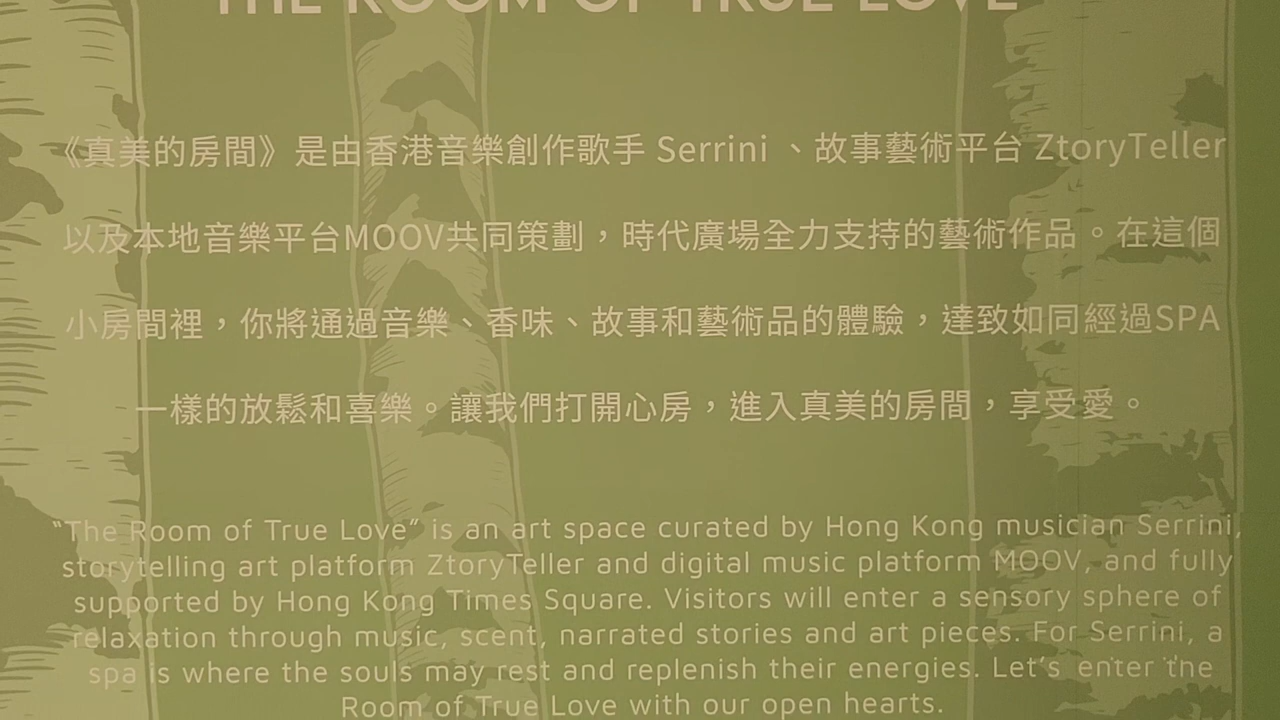 THE ROOM OF TRUE LOVE
《真美的房間》是由香港音樂創作歌手 Serrini 、故事藝術平台 ZtoryTeller
以及本地音樂平台MOOV共同策劃，時代廣場全力支持的藝術作品。在這個
小房間裡，你將通過音樂、香味、故事和藝術品的體驗，達致如同經過SPA
一樣的放鬆和喜樂。讓我們打開心房，進入真美的房間，享受愛。
“The Room of True Love” is an art space curated by Hong Kong musician Serrini,
storytelling art platform ZtoryTeller and digital music platform MOOV, and fully
supported by Hong Kong Times Square. Visitors will enter a sensory sphere of
relaxation through music, scent, narrated stories and art pieces. For Serrini, a
spa is where the souls may rest and replenish their energies. Let’s enter the
Room of True Love with our open hearts.